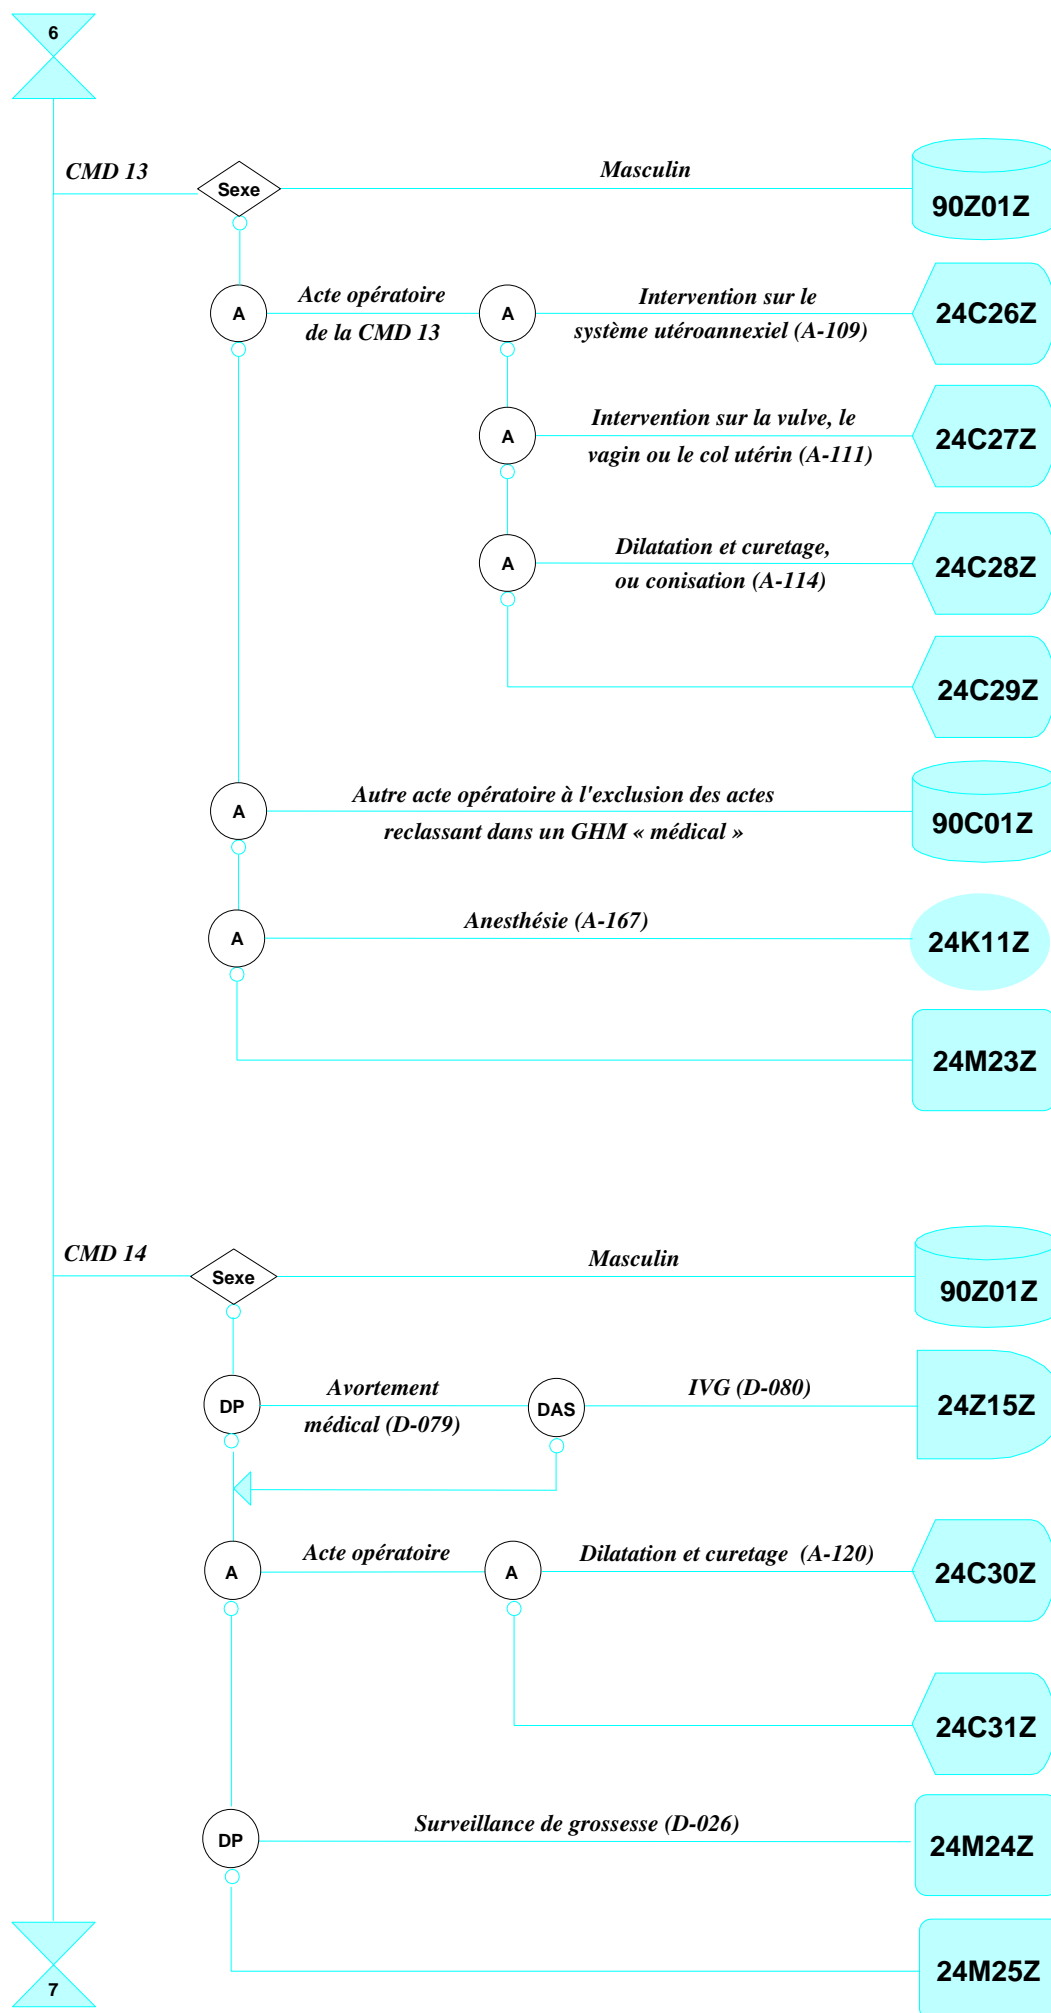 6
CMD 13
Sexe
Masculin
90Z01Z
A
Acte opératoire
de la CMD 13
A
Intervention sur le
système utéroannexiel (A-109)
24C26Z
A
Intervention sur la vulve, le
vagin ou le col utérin (A-111)
24C27Z
A
Dilatation et curetage,
ou conisation (A-114)
24C28Z
24C29Z
A
Autre acte opératoire à l'exclusion des actes
reclassant dans un GHM « médical »
90C01Z
A
Anesthésie (A-167)
24K11Z
24M23Z
CMD 14
Sexe
Masculin
90Z01Z
DP
Avortement
médical (D-079)
DAS
IVG (D-080)
24Z15Z
A
Acte opératoire
A
Dilatation et curetage (A-120)
24C30Z
24C31Z
DP
Surveillance de grossesse (D-026)
24M24Z
24M25Z
7